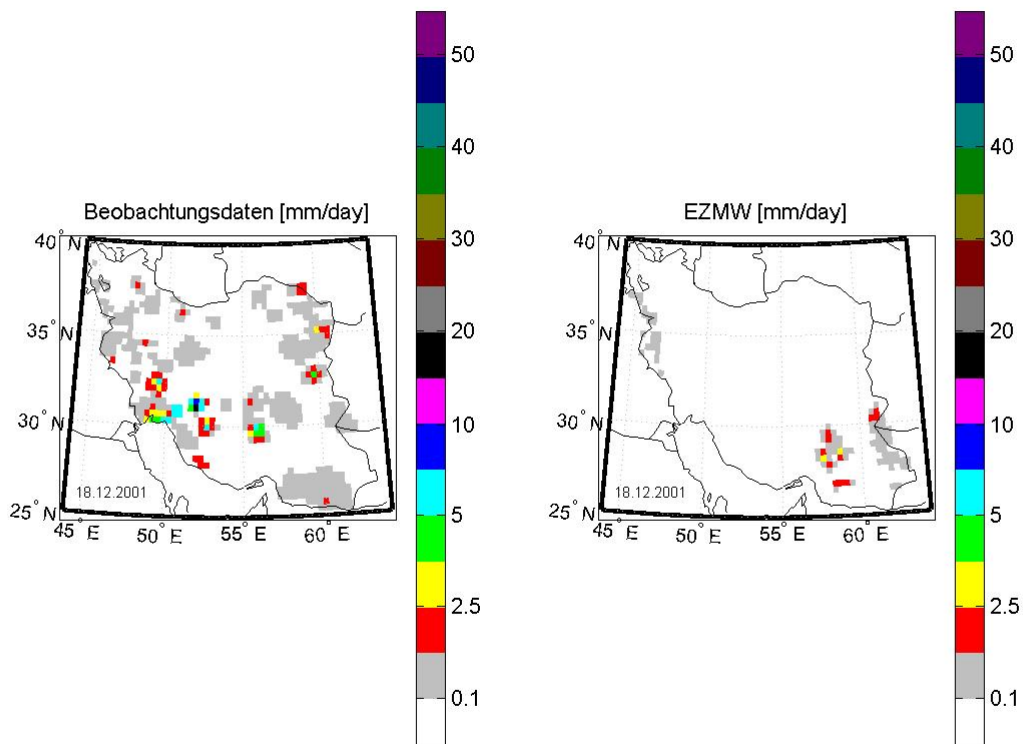 Beobachtungsdaten [mm/day]
40° N
35° N
30° N
25° N
45° E
50° E
55° E
60° E
18.12.2001
50
40
30
20
10
5
2.5
0.1
EZMW [mm/day]
40° N
35° N
30° N
25° N
45° E
50° E
55° E
60° E
18.12.2001
50
40
30
20
10
5
2.5
0.1